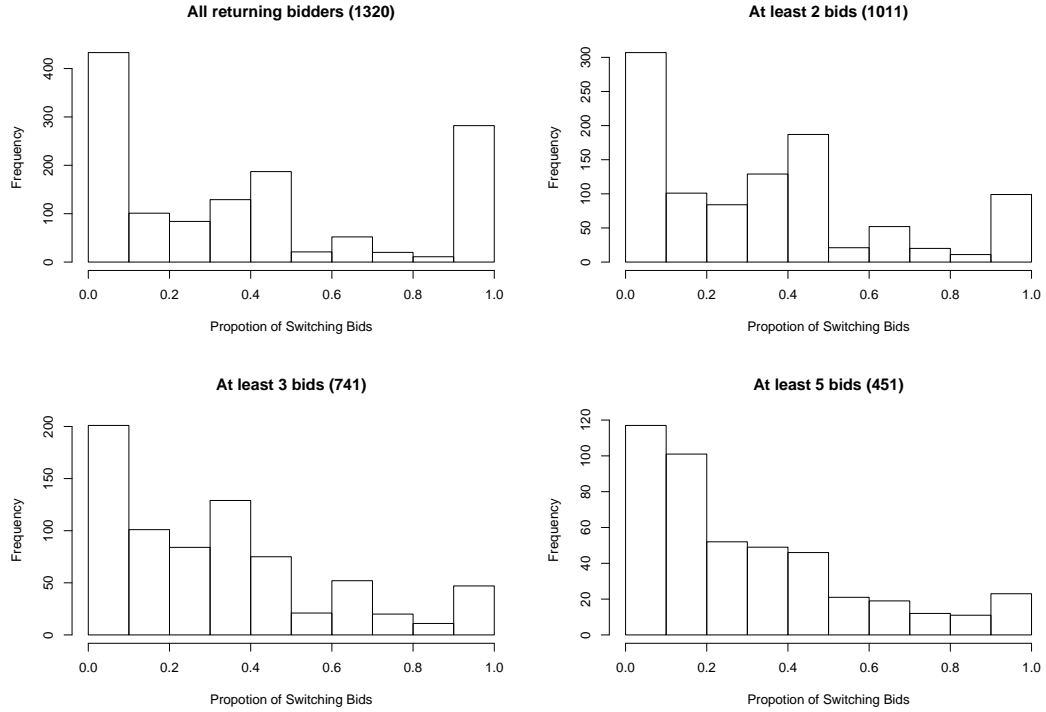 All returning bidders (1320)
Frequency
0 100 200 300 400
0.0 0.2 0.4 0.6 0.8 1.0
Propotion of Switching Bids
At least 2 bids (1011)
Frequency
0 50 100 150 200 250 300
0.0 0.2 0.4 0.6 0.8 1.0
Propotion of Switching Bids
At least 3 bids (741)
Frequency
0 50 100 150 200
0.0 0.2 0.4 0.6 0.8 1.0
Propotion of Switching Bids
At least 5 bids (451)
Frequency
0 20 40 60 80 100 120
0.0 0.2 0.4 0.6 0.8 1.0
Propotion of Switching Bids